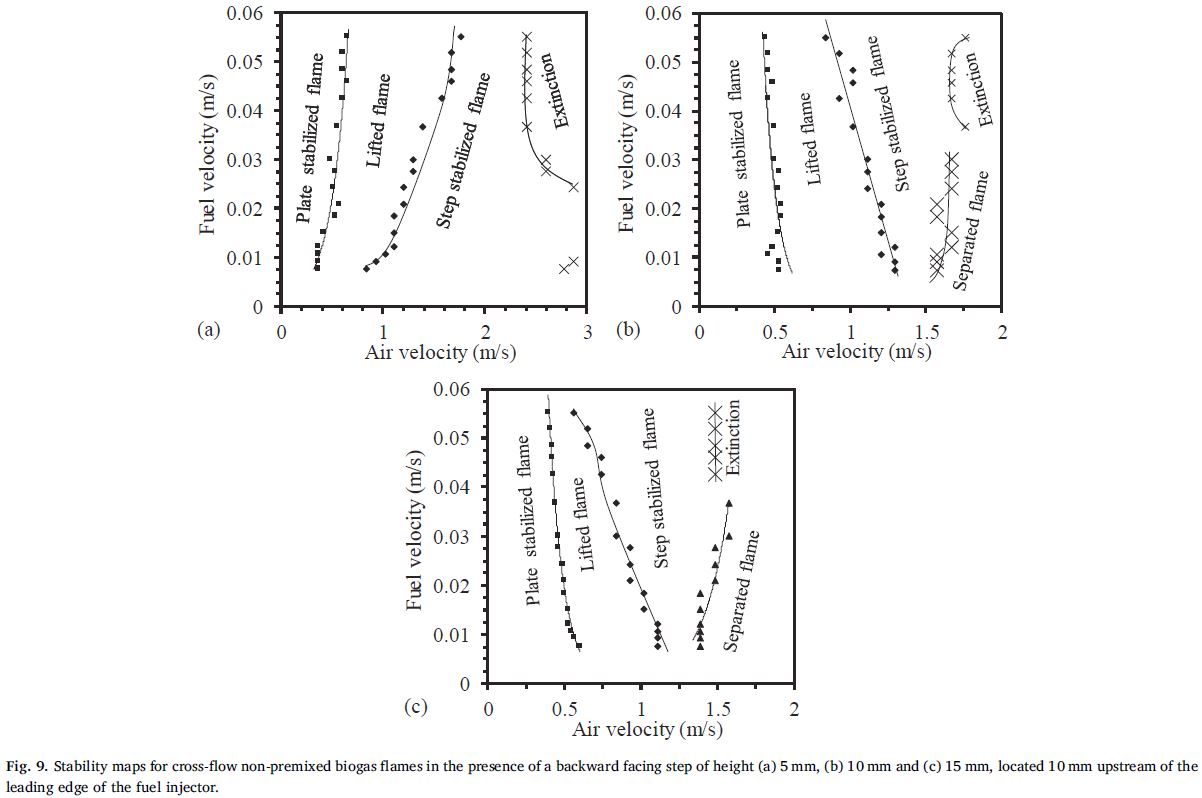 0.06
0.05
0.04
0.03
0.02
0.01
0
Fuel velocity (m/s)
Plate stabilized flame
Lifted flame
Step stabilized flame
Extinction
0 1 2 3
(a)
Air velocity (m/s)
0.06
0.05
0.04
0.03
0.02
0.01
0
Fuel velocity (m/s)
Plate stabilized flame
Lifted flame
Step stabilized flame
Extinction
Separated flame
0 0.5 1 1.5 2
(b)
Air velocity (m/s)
0.06
0.05
0.04
0.03
0.02
0.01
0
Fuel velocity (m/s)
Plate stabilized flame
Lifted flame
Step stabilized flame
Extinction
Separated flame
(c)
0 0.5 1 1.5 2
Air velocity (m/s)
Fig. 9. Stability maps for cross-flow non-premixed biogas flames in the presence of a backward facing step of height (a) 5 mm, (b) 10 mm and (c) 15 mm, located 10 mm upstream of the
leading edge of the fuel injector.